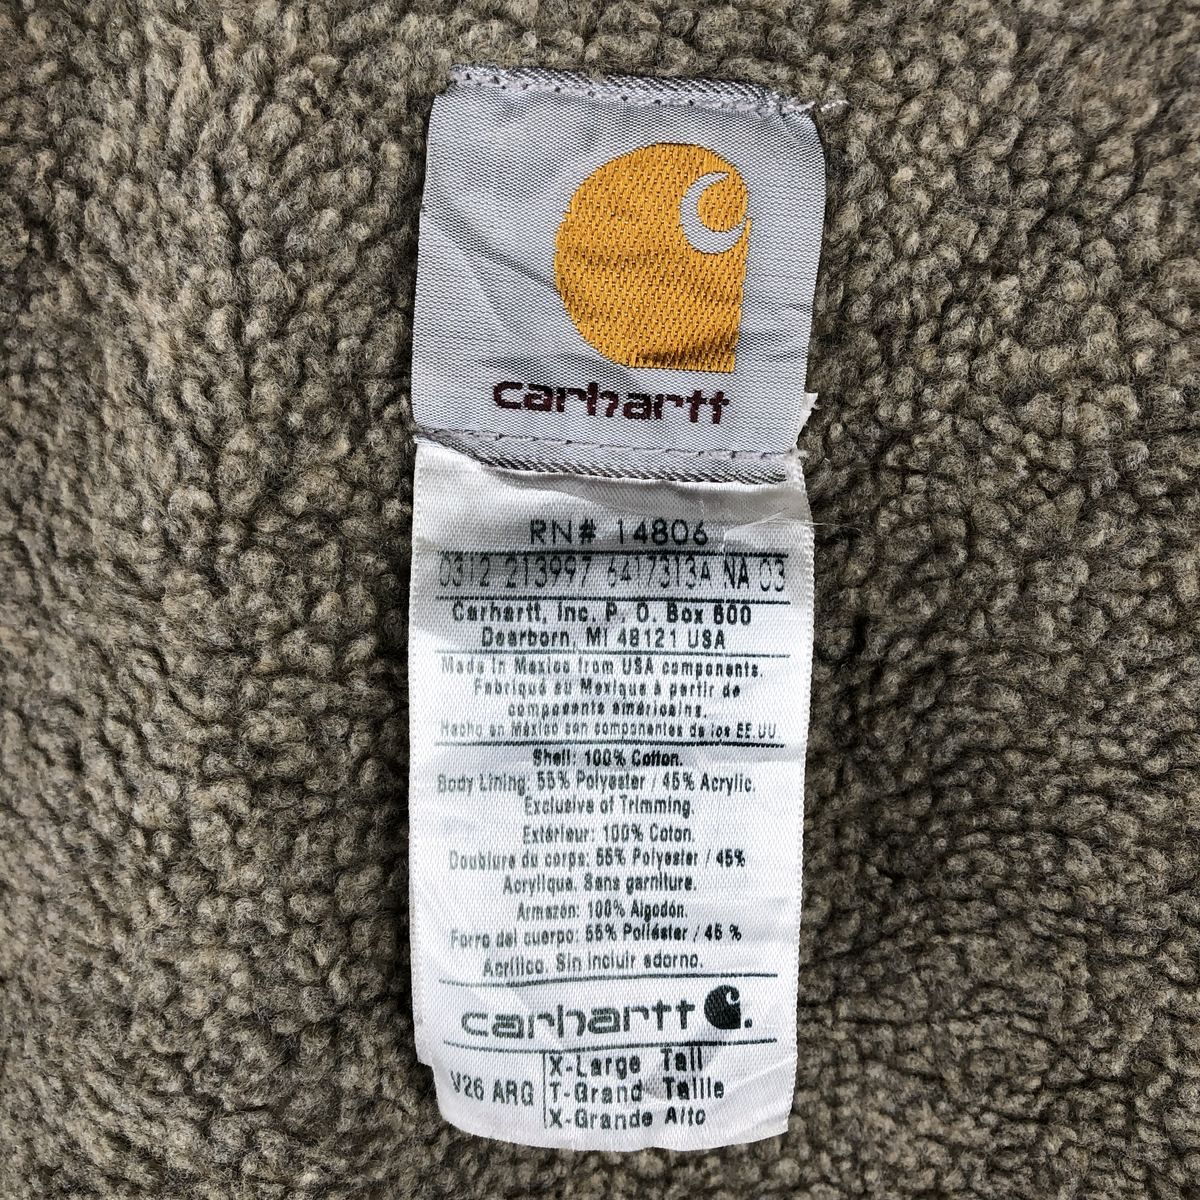 carhartt
RN# 14806
0312 213997 6417313A NA 03
Carhartt, Inc. P. O. Box 600
Dearborn, MI 48121 USA
Made in Mexico from USA components.
Fabriqué au Mexique à partir de
composants américains.
Hecho en México con componentes de los EE.UU.
Shell: 100% Cotton.
Body Lining: 55% Polyester / 45% Acrylic.
Exclusive of Trimming.
Extérieur: 100% Coton.
Doublure du corps: 55% Polyester / 45%
Acrylique. Sans garniture.
Armazón: 100% Algodón.
Forro del cuerpo: 55% Poliéster / 45 %
Acrílico. Sin incluir adorno.
carhartt
V26 ARG
X-Large Tall
T-Grand Taille
X-Grande Alto